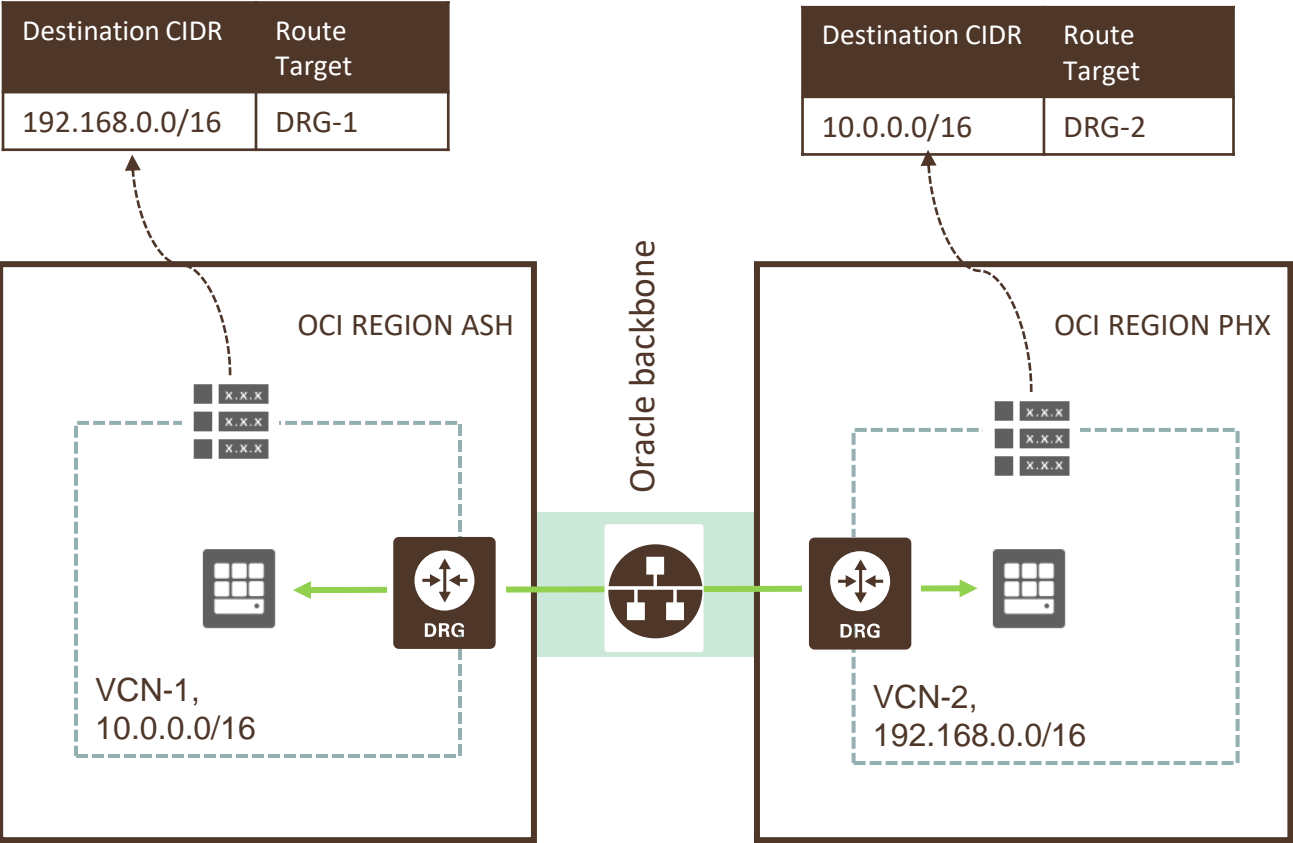 Destination CIDR Route
Target
192.168.0.0/16 DRG-1
Destination CIDR Route
Target
10.0.0.0/16 DRG-2
Oracle backbone
OCI REGION ASH
x.x.x
x.x.x
x.x.x
DRG
VCN-1,
10.0.0.0/16
OCI REGION PHX
x.x.x
x.x.x
x.x.x
DRG
VCN-2,
192.168.0.0/16